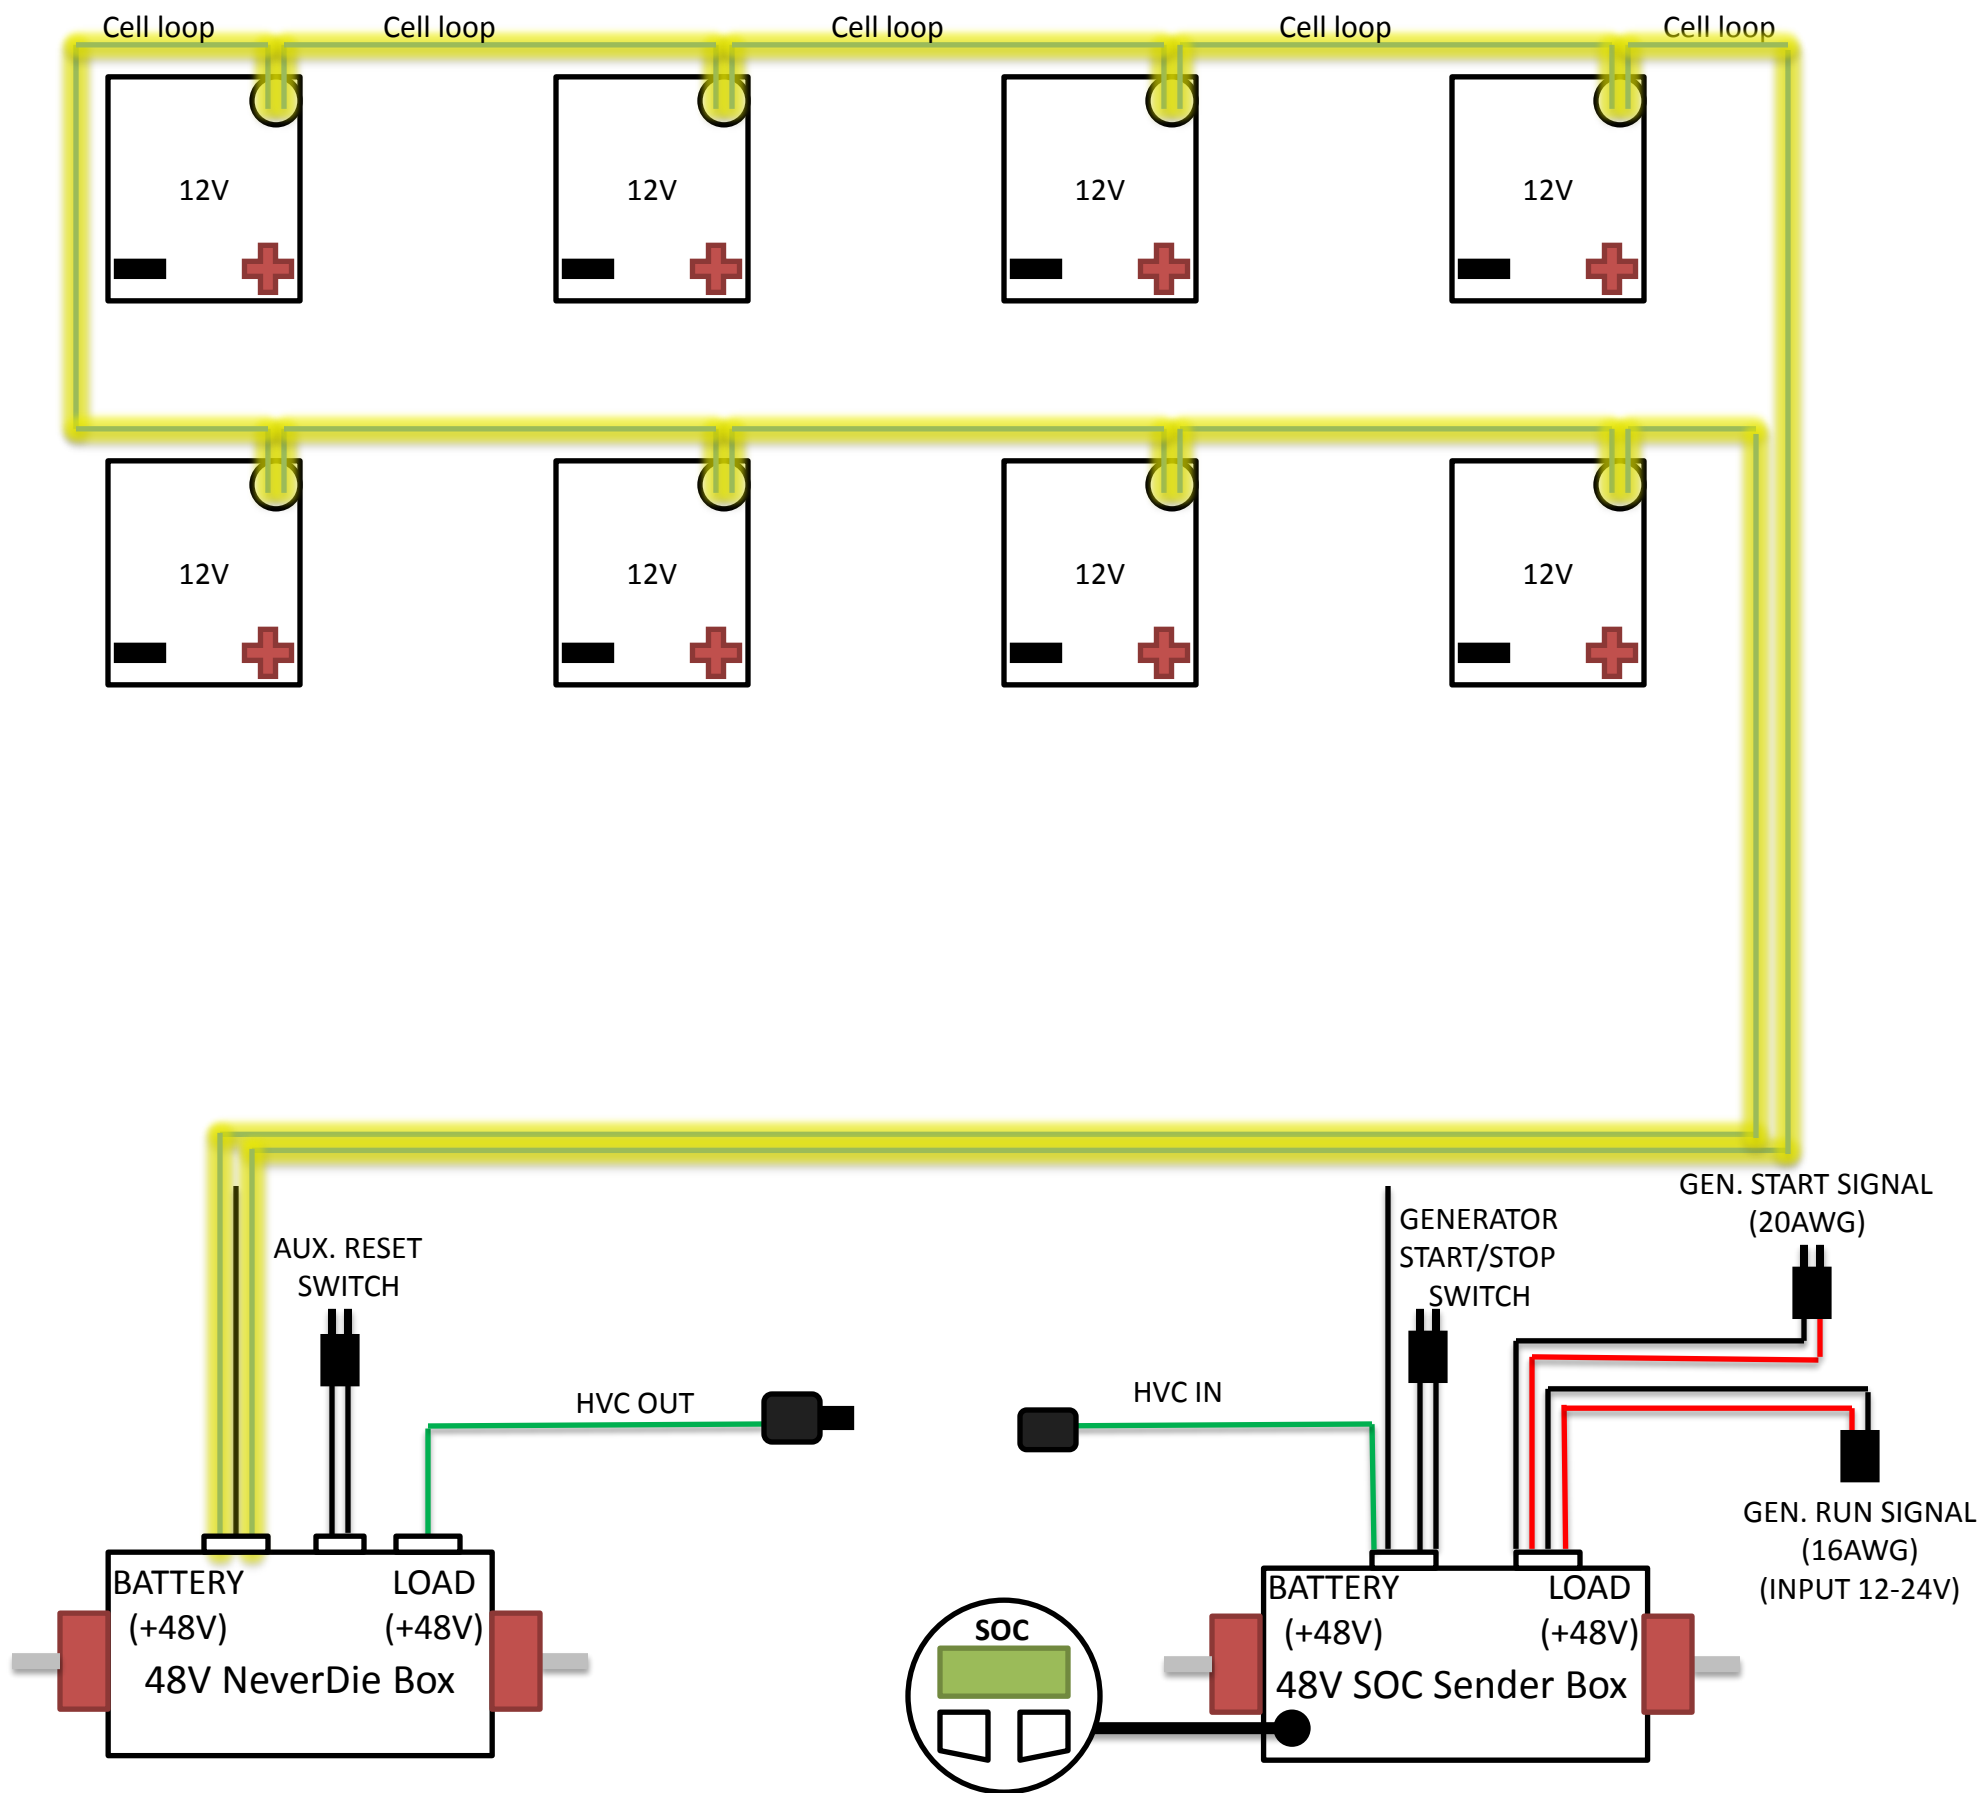 Cell loop
Cell loop
Cell loop
Cell loop
Cell loop
12V
12V
12V
12V
12V
12V
12V
12V
GEN. START SIGNAL
(20AWG)
GENERATOR
START/STOP
SWITCH
AUX. RESET
SWITCH
HVC OUT
HVC IN
GEN. RUN SIGNAL
(16AWG)
(INPUT 12-24V)
BATTERY
(+48V)
LOAD
(+48V)
48V NeverDie Box
SOC
BATTERY
(+48V)
LOAD
(+48V)
48V SOC Sender Box